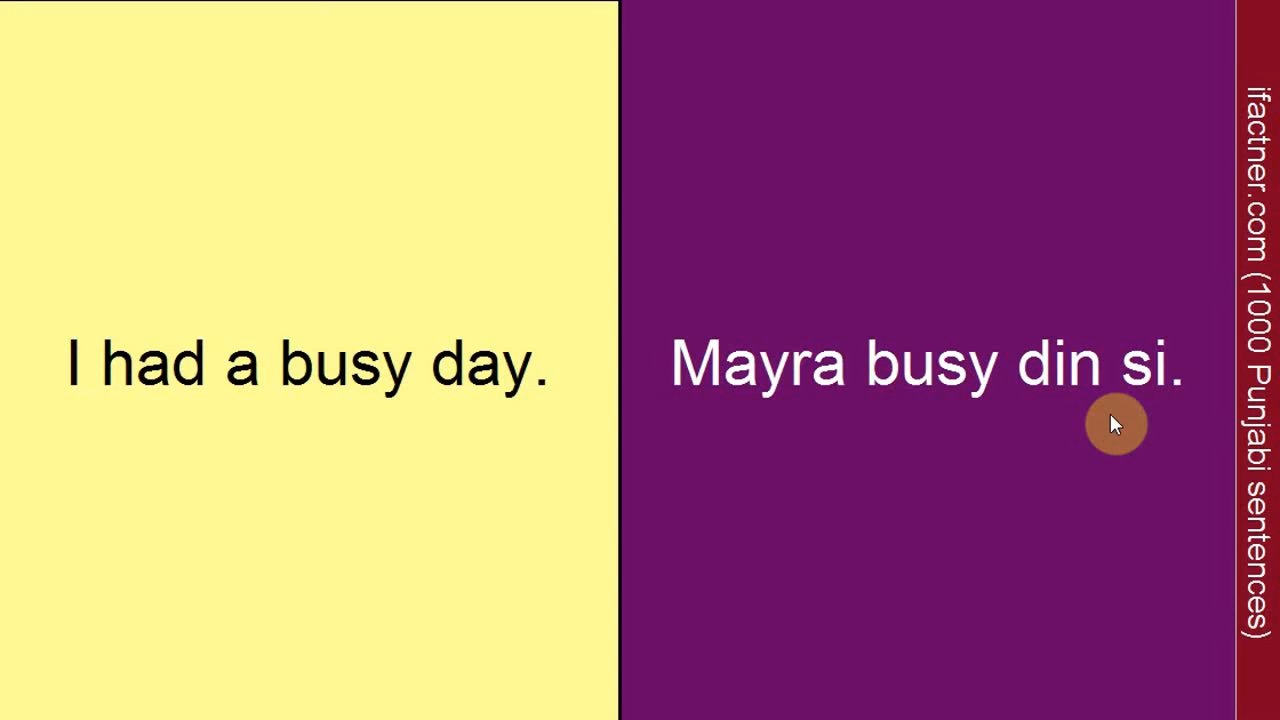 I had a busy day.
Mayra busy din si.
ifactner.com (1000 Punjabi sentences)